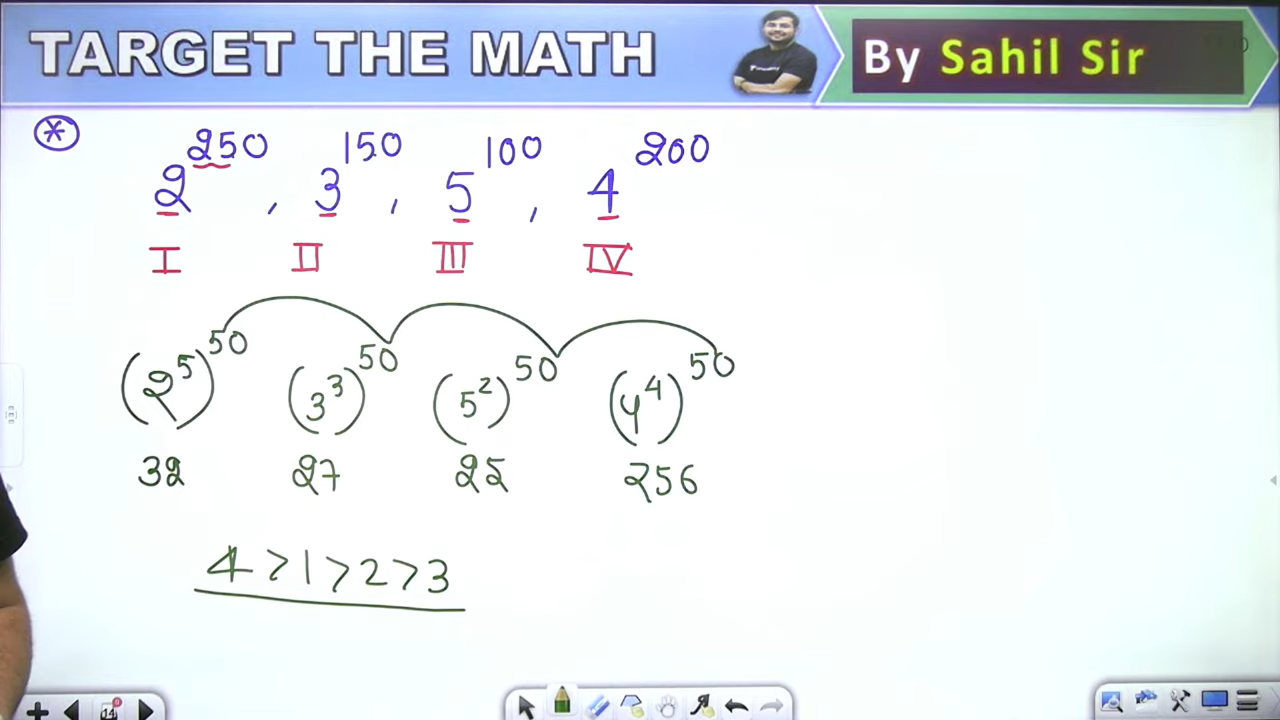 TARGET THE MATH By Sahil Sir
* 2^250 , 3^150 , 5^100 , 4^200
I II III IV
(2^5)^50 (3^3)^50 (5^2)^50 (4^4)^50
32 27 25 256
4 > 1 > 2 > 3
14